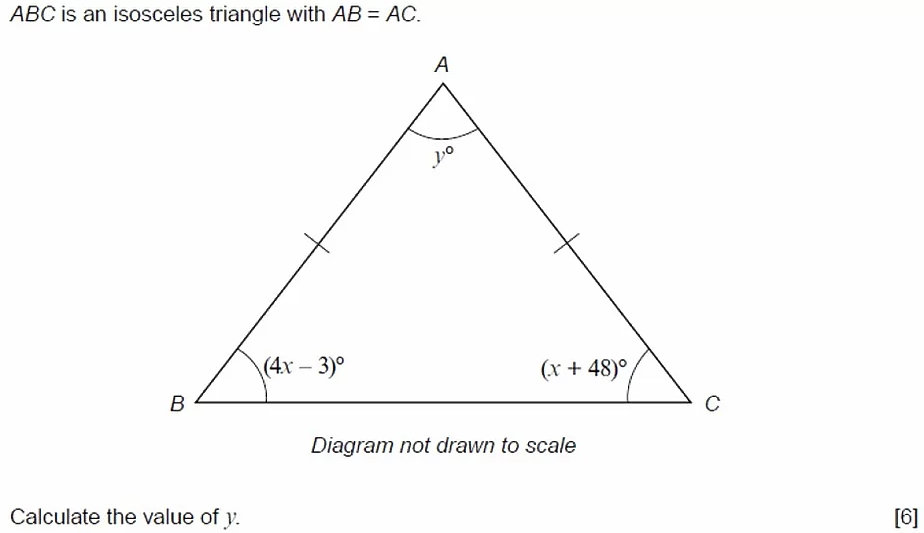 ABC is an isosceles triangle with AB = AC.
A
y°
(4x – 3)° (x + 48)°
B C
Diagram not drawn to scale
Calculate the value of y. [6]